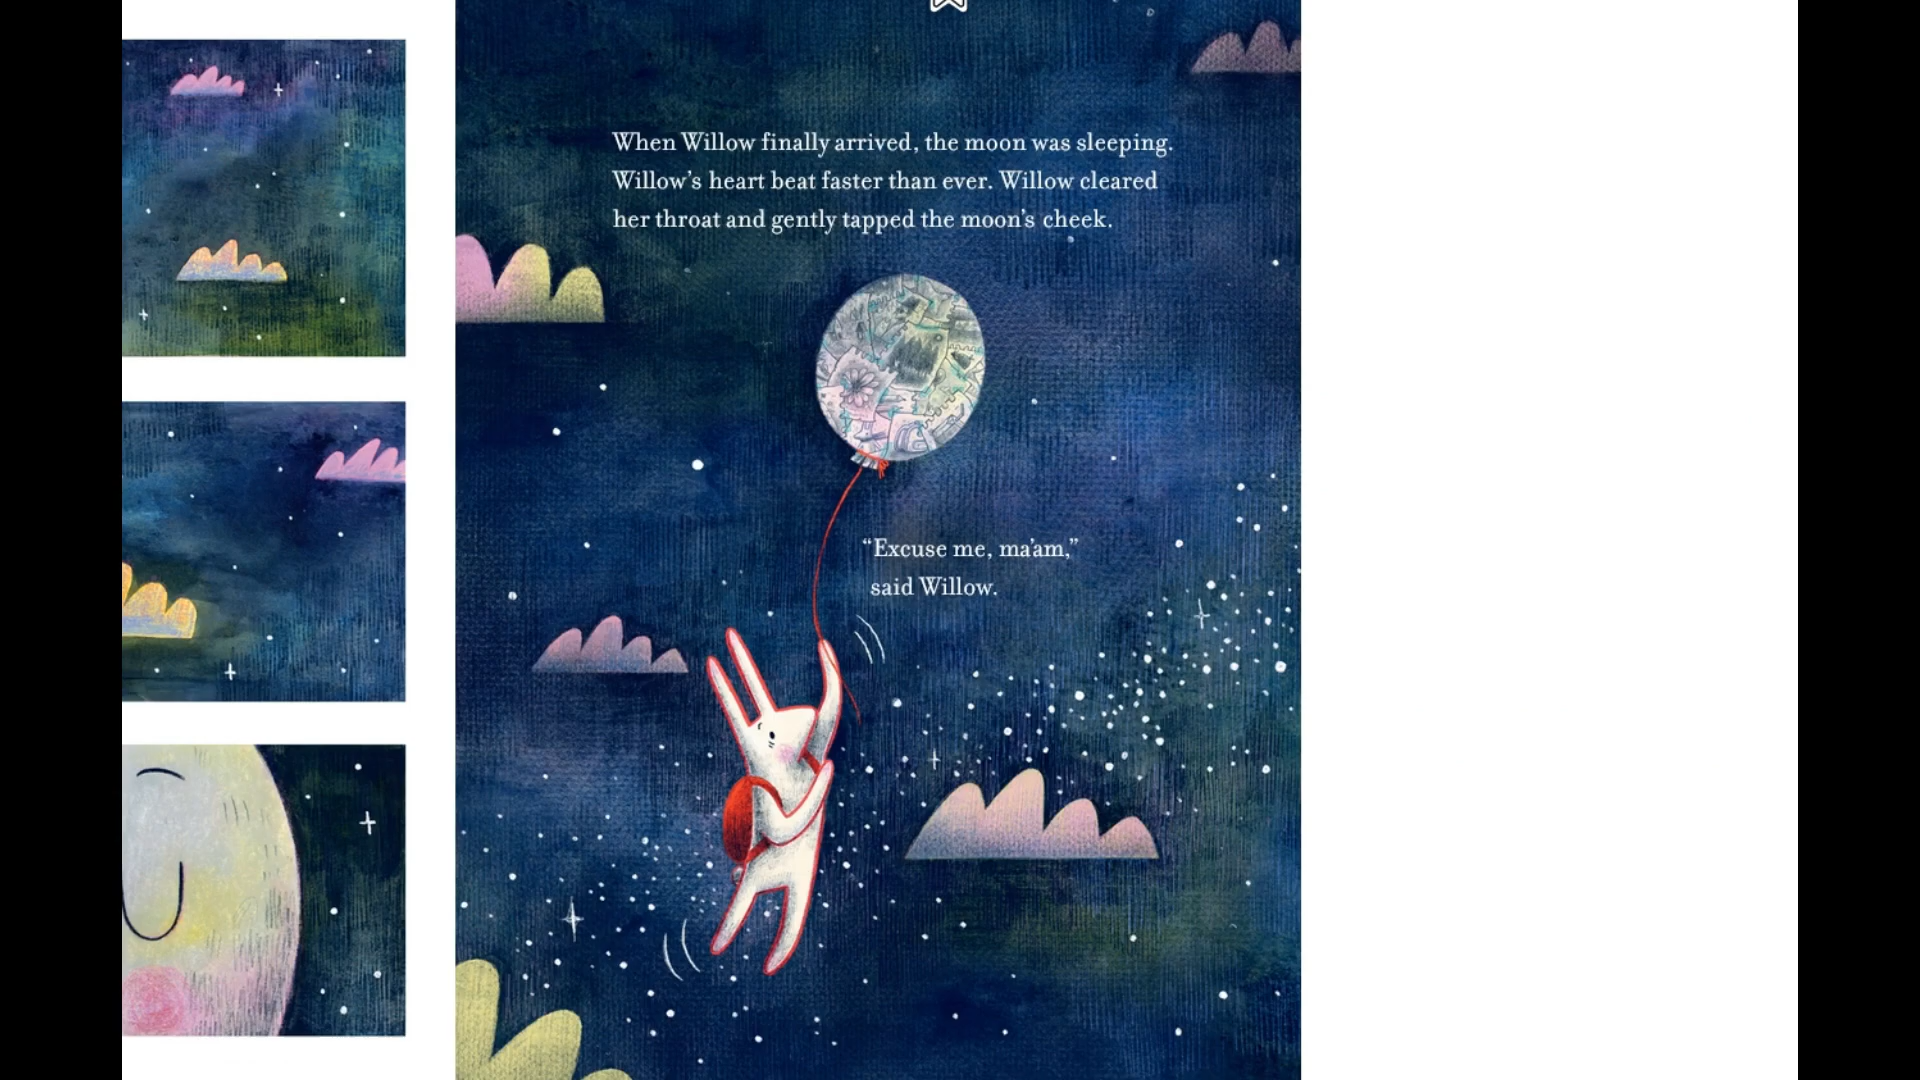 When Willow finally arrived, the moon was sleeping.
Willow’s heart beat faster than ever. Willow cleared
her throat and gently tapped the moon’s cheek.
“Excuse me, ma’am,”
said Willow.